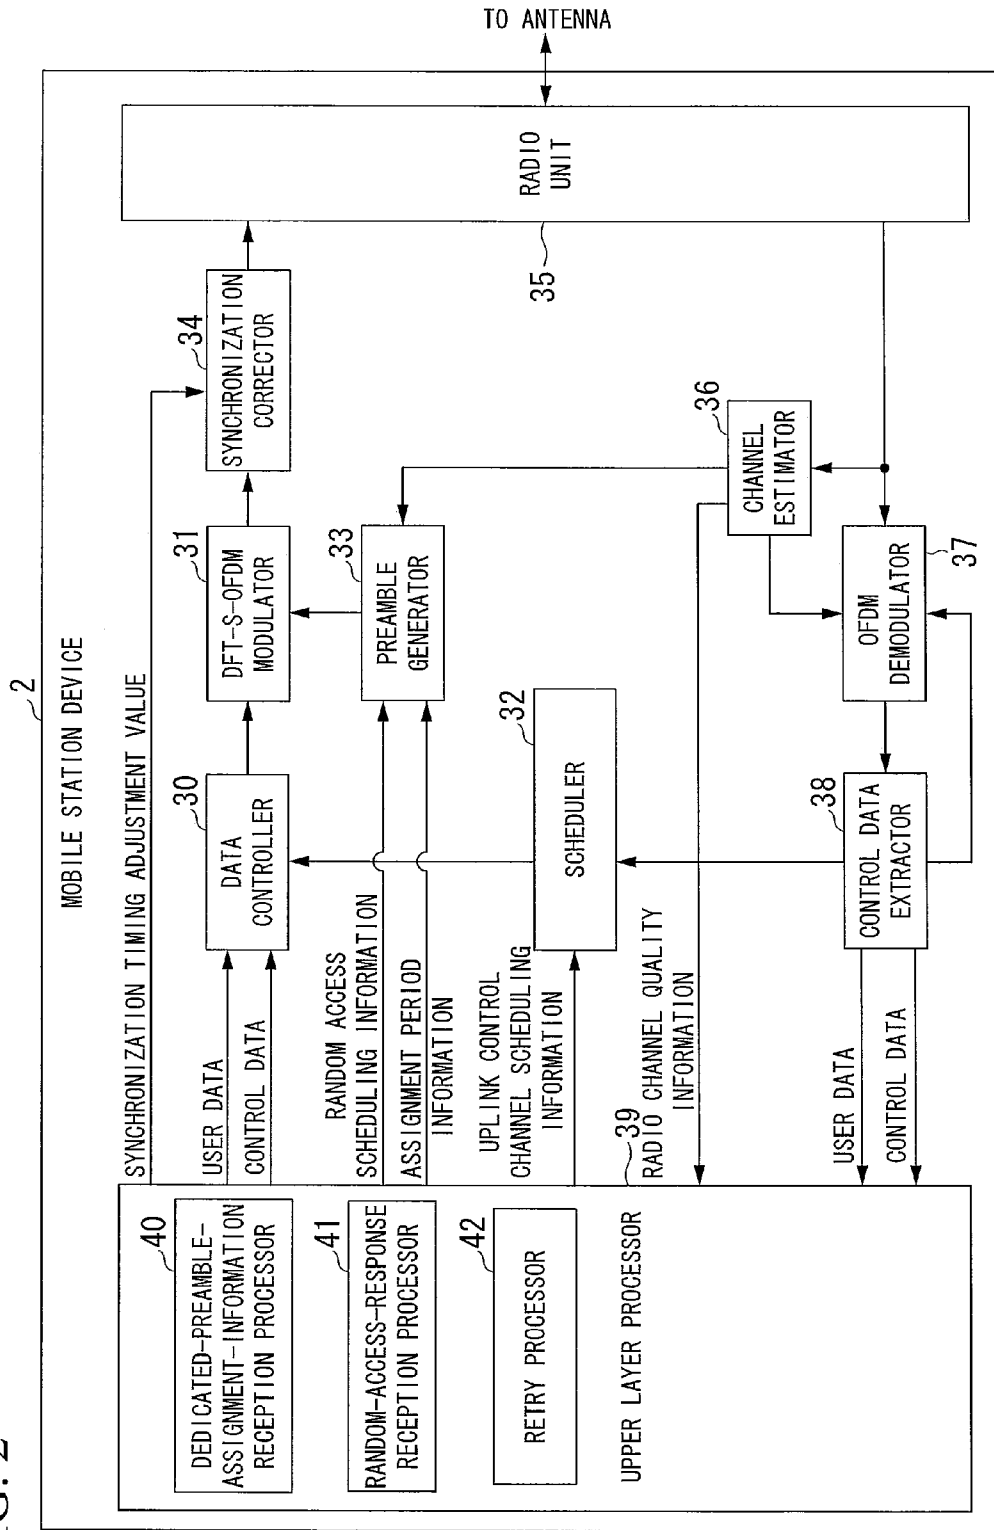 FIG. 2
2
MOBILE STATION DEVICE
TO ANTENNA
SYNCHRONIZATION TIMING ADJUSTMENT VALUE
40
DEDICATED-PREAMBLE-
ASSIGNMENT-INFORMATION
RECEPTION PROCESSOR
41
RANDOM-ACCESS-RESPONSE
RECEPTION PROCESSOR
42
RETRY PROCESSOR
UPPER LAYER PROCESSOR
39
USER DATA
CONTROL DATA
RANDOM ACCESS
SCHEDULING INFORMATION
ASSIGNMENT PERIOD
INFORMATION
UPLINK CONTROL
CHANNEL SCHEDULING
INFORMATION
RADIO CHANNEL QUALITY
INFORMATION
USER DATA
CONTROL DATA
30
DATA
CONTROLLER
31
DFT-S-OFDM
MODULATOR
34
SYNCHRONIZATION
CORRECTOR
33
PREAMBLE
GENERATOR
32
SCHEDULER
36
CHANNEL
ESTIMATOR
38
CONTROL DATA
EXTRACTOR
37
OFDM
DEMODULATOR
35
RADIO
UNIT